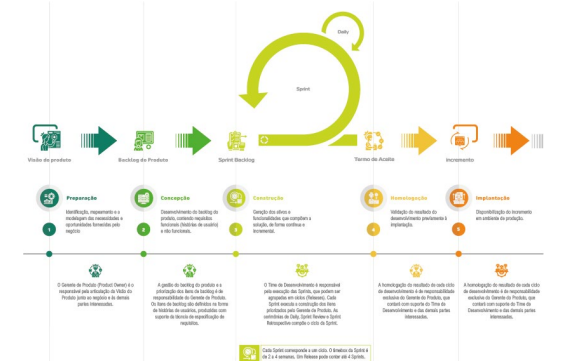 Daily
Sprint
Visão do produto
Backlog de Produto
Sprint Backlog
Termo de Aceite
Incremento
Preparação
Identificação, mapeamento e a
modelagem das necessidades e
oportunidades fornecidas pelo
negócio
1
Concepção
Desenvolvimento do backlog do
produto, contendo requisitos
funcionais (histórias de usuário)
e não funcionais.
2
Construção
Geração dos ativos e
funcionalidades que compõem a
solução, de forma contínua e
incremental.
3
Homologação
Validação do resultado do
desenvolvimento previamente à
implantação.
4
Implantação
Disponibilização do incremento
em ambiente de produção.
5
O Gerente de Produto (Product Owner) é o
responsável pela articulação da Visão do
Produto junto ao negócio e às demais
partes interessadas.
A gestão do backlog do produto e a
priorização dos itens de backlog é de
responsabilidade do Gerente de Produto.
Os itens de backlog são definidos na forma
de histórias de usuários, produzidas com
suporte da técnica de especificação de
requisitos.
O Time de Desenvolvimento é responsável
pela execução das Sprints, que podem ser
agrupadas em ciclos (Releases). Cada
Sprint executa a construção dos itens
priorizados pelo Gerente de Produto. As
cerimônias de Daily, Sprint Review e Sprint
Retrospective compõe o ciclo da Sprint.
A homologação do resultado de cada ciclo
de desenvolvimento é de responsabilidade
exclusiva do Gerente do Produto, que
contará com suporte do Time de
Desenvolvimento e das demais partes
interessadas.
A homologação do resultado de cada ciclo
de desenvolvimento é de responsabilidade
exclusiva do Gerente do Produto, que
contará com suporte do Time de
Desenvolvimento e das demais partes
interessadas.
Cada Sprint corresponde a um ciclo. O timebox da Sprint é
de 2 a 4 semanas. Um Release pode conter até 4 Sprints.